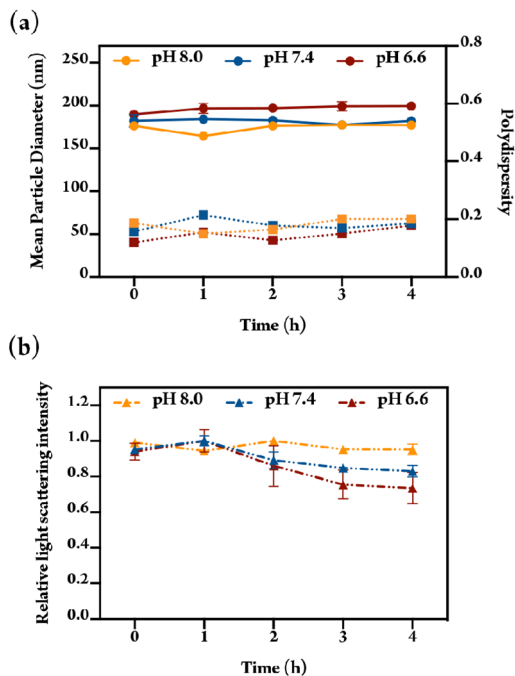 (a)
pH 8.0 pH 7.4 pH 6.6
Mean Particle Diameter (nm)
250
200
150
100
50
0
0.8
0.6
0.4
0.2
0.0
Polydispersity
0 1 2 3 4
Time (h)
(b)
pH 8.0 pH 7.4 pH 6.6
Relative light scattering intensity
1.2
1.0
0.8
0.6
0.4
0.2
0.0
0 1 2 3 4
Time (h)